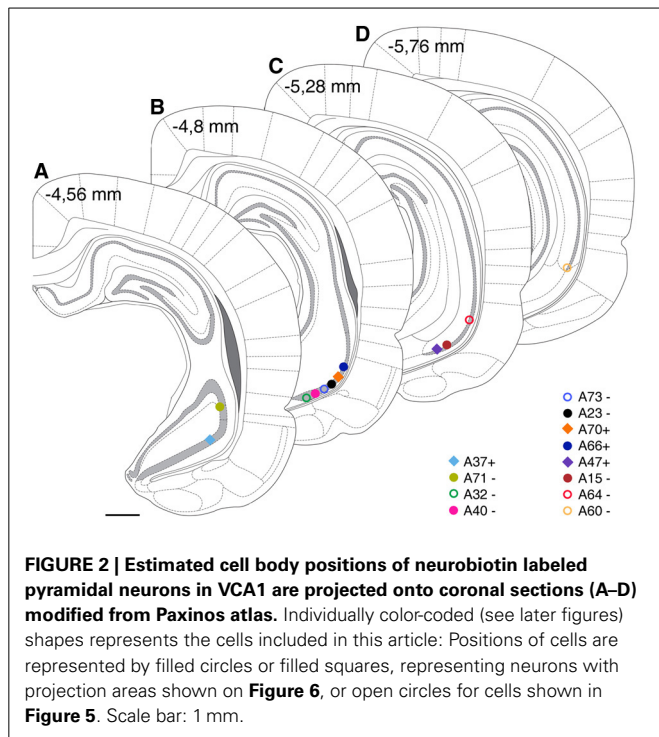 D
-5,76 mm
C
-5,28 mm
B
-4,8 mm
A
-4,56 mm
A37+
A71 -
A32 -
A40 -
A73 -
A23 -
A70+
A66+
A47+
A15 -
A64 -
A60 -
FIGURE 2 | Estimated cell body positions of neurobiotin labeled
pyramidal neurons in VCA1 are projected onto coronal sections (A–D)
modified from Paxinos atlas. Individually color-coded (see later figures)
shapes represents the cells included in this article: Positions of cells are
represented by filled circles or filled squares, representing neurons with
projection areas shown on Figure 6, or open circles for cells shown in
Figure 5. Scale bar: 1 mm.